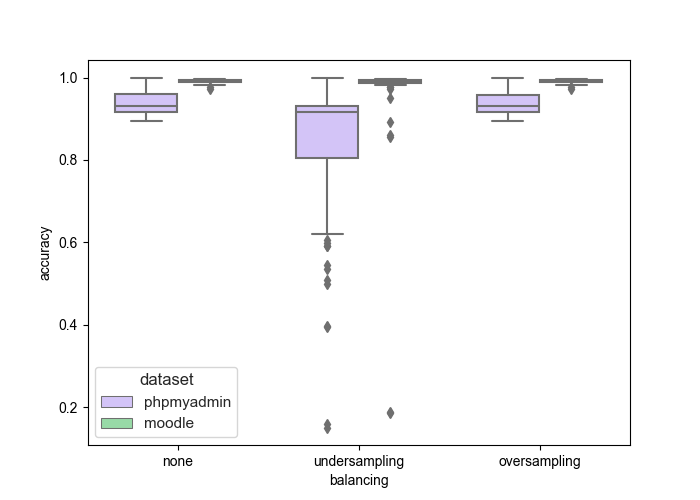 1.0
0.8
0.6
0.4
0.2
accuracy
dataset
phpmyadmin
moodle
none undersampling oversampling
balancing